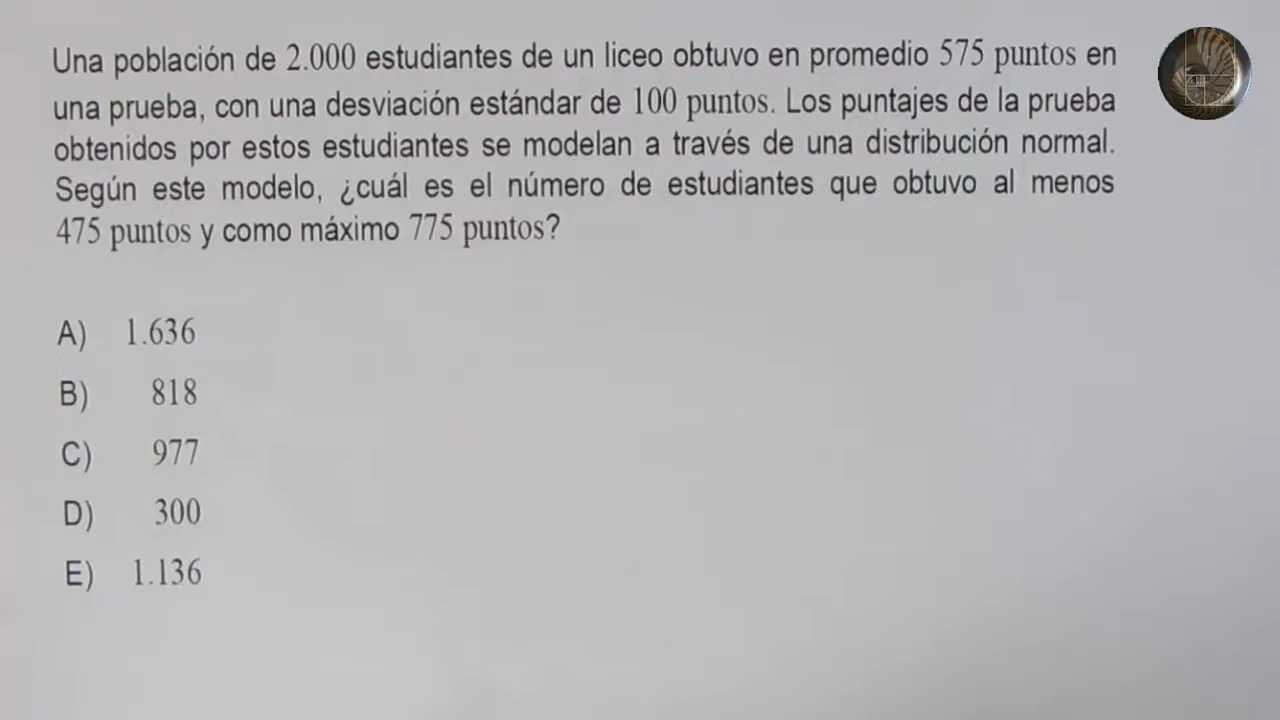 Una población de 2.000 estudiantes de un liceo obtuvo en promedio 575 puntos en
una prueba, con una desviación estándar de 100 puntos. Los puntajes de la prueba
obtenidos por estos estudiantes se modelan a través de una distribución normal.
Según este modelo, ¿cuál es el número de estudiantes que obtuvo al menos
475 puntos y como máximo 775 puntos?
A) 1.636
B) 818
C) 977
D) 300
E) 1.136